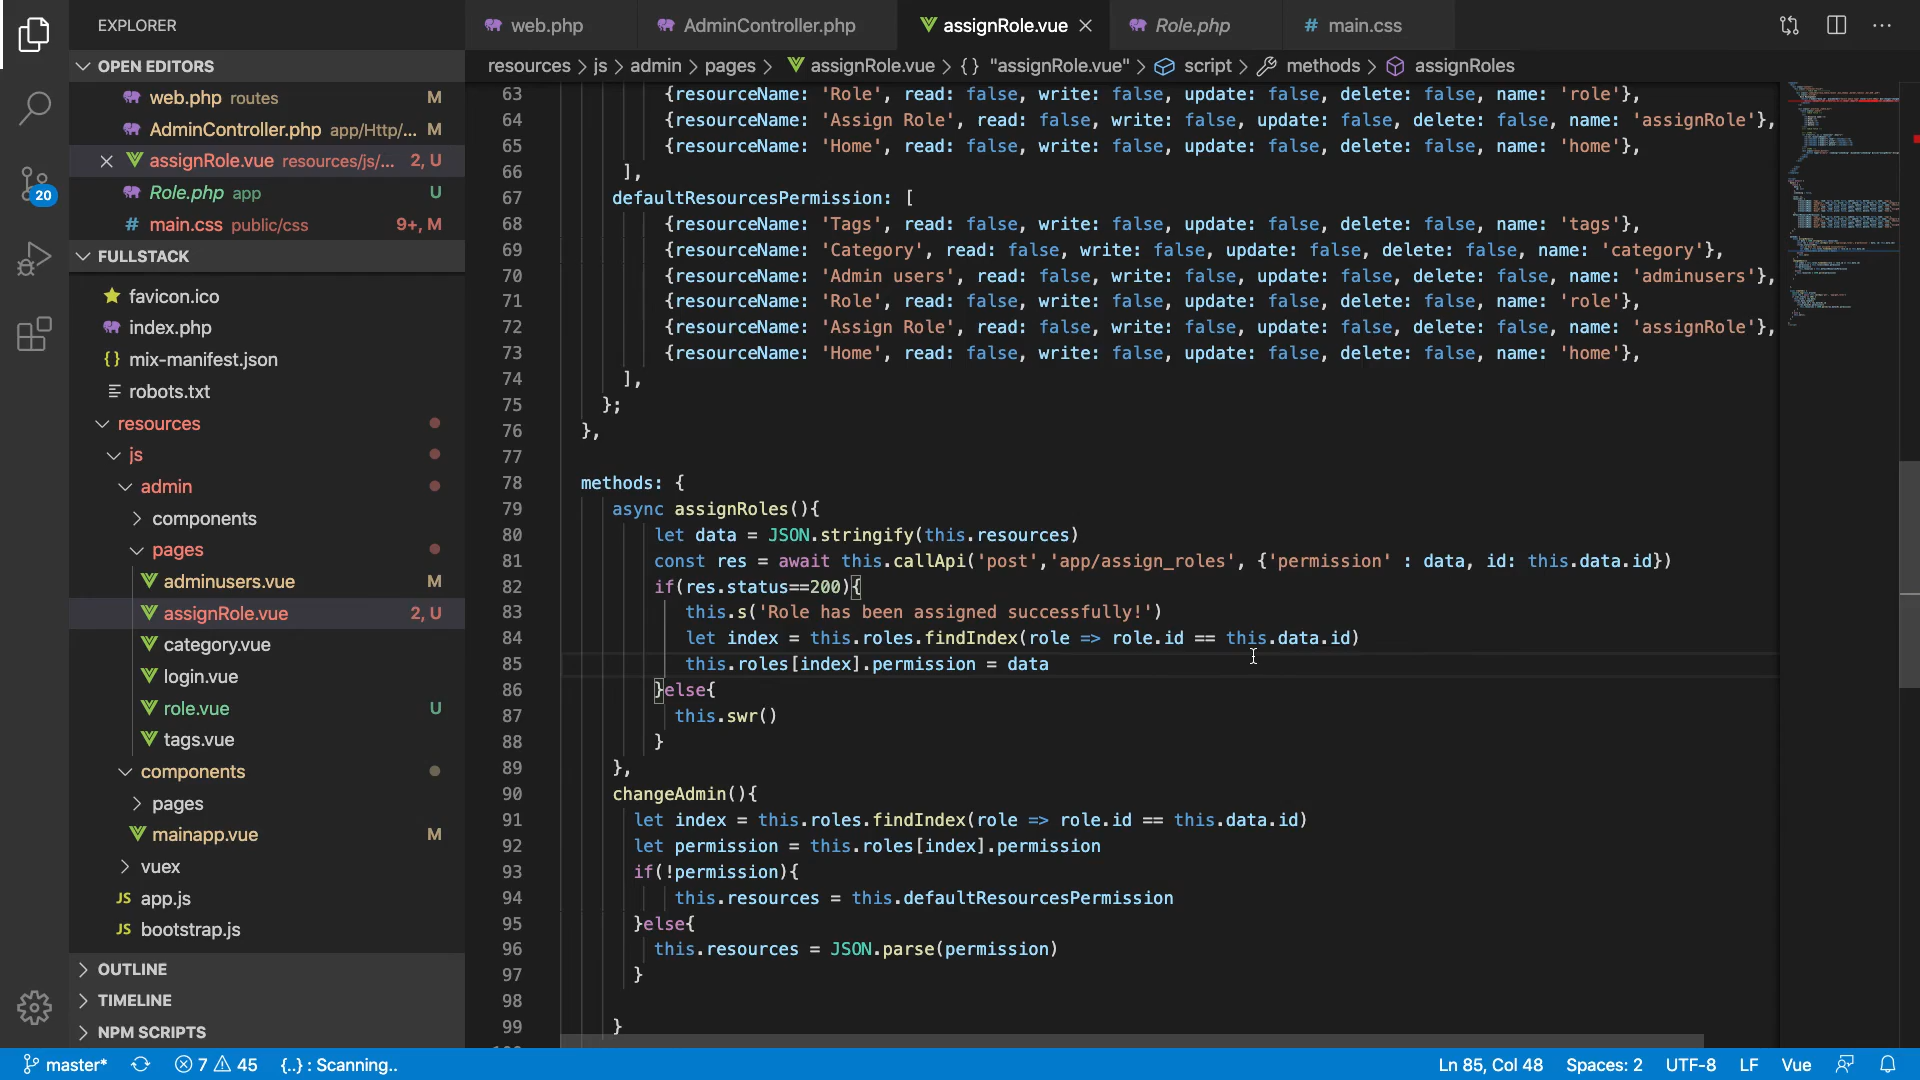 EXPLORER
web.php
AdminController.php
assignRole.vue
Role.php
# main.css
OPEN EDITORS
web.php routes M
AdminController.php app/Http/... M
assignRole.vue resources/js/... 2, U
Role.php app U
# main.css public/css 9+, M
20
FULLSTACK
favicon.ico
index.php
{} mix-manifest.json
robots.txt
resources
js
admin
components
pages
adminusers.vue M
assignRole.vue 2, U
category.vue
login.vue
role.vue U
tags.vue
components
pages
mainapp.vue M
vuex
JS app.js
JS bootstrap.js
OUTLINE
TIMELINE
NPM SCRIPTS
resources > js > admin > pages > assignRole.vue > {} "assignRole.vue" > script > methods > assignRoles
63 {resourceName: 'Role', read: false, write: false, update: false, delete: false, name: 'role'},
64 {resourceName: 'Assign Role', read: false, write: false, update: false, delete: false, name: 'assignRole'},
65 {resourceName: 'Home', read: false, write: false, update: false, delete: false, name: 'home'},
66 ],
67 defaultResourcesPermission: [
68 {resourceName: 'Tags', read: false, write: false, update: false, delete: false, name: 'tags'},
69 {resourceName: 'Category', read: false, write: false, update: false, delete: false, name: 'category'},
70 {resourceName: 'Admin users', read: false, write: false, update: false, delete: false, name: 'adminusers'},
71 {resourceName: 'Role', read: false, write: false, update: false, delete: false, name: 'role'},
72 {resourceName: 'Assign Role', read: false, write: false, update: false, delete: false, name: 'assignRole'},
73 {resourceName: 'Home', read: false, write: false, update: false, delete: false, name: 'home'},
74 ],
75 };
76 },
77
78 methods: {
79 async assignRoles(){
80 let data = JSON.stringify(this.resources)
81 const res = await this.callApi('post','app/assign_roles', {'permission' : data, id: this.data.id})
82 if(res.status==200){
83 this.s('Role has been assigned successfully!')
84 let index = this.roles.findIndex(role => role.id == this.data.id)
85 this.roles[index].permission = data
86 }else{
87 this.swr()
88 }
89 },
90 changeAdmin(){
91 let index = this.roles.findIndex(role => role.id == this.data.id)
92 let permission = this.roles[index].permission
93 if(!permission){
94 this.resources = this.defaultResourcesPermission
95 }else{
96 this.resources = JSON.parse(permission)
97 }
98
99 }
master* 7 45 {..} : Scanning.. Ln 85, Col 48 Spaces: 2 UTF-8 LF Vue